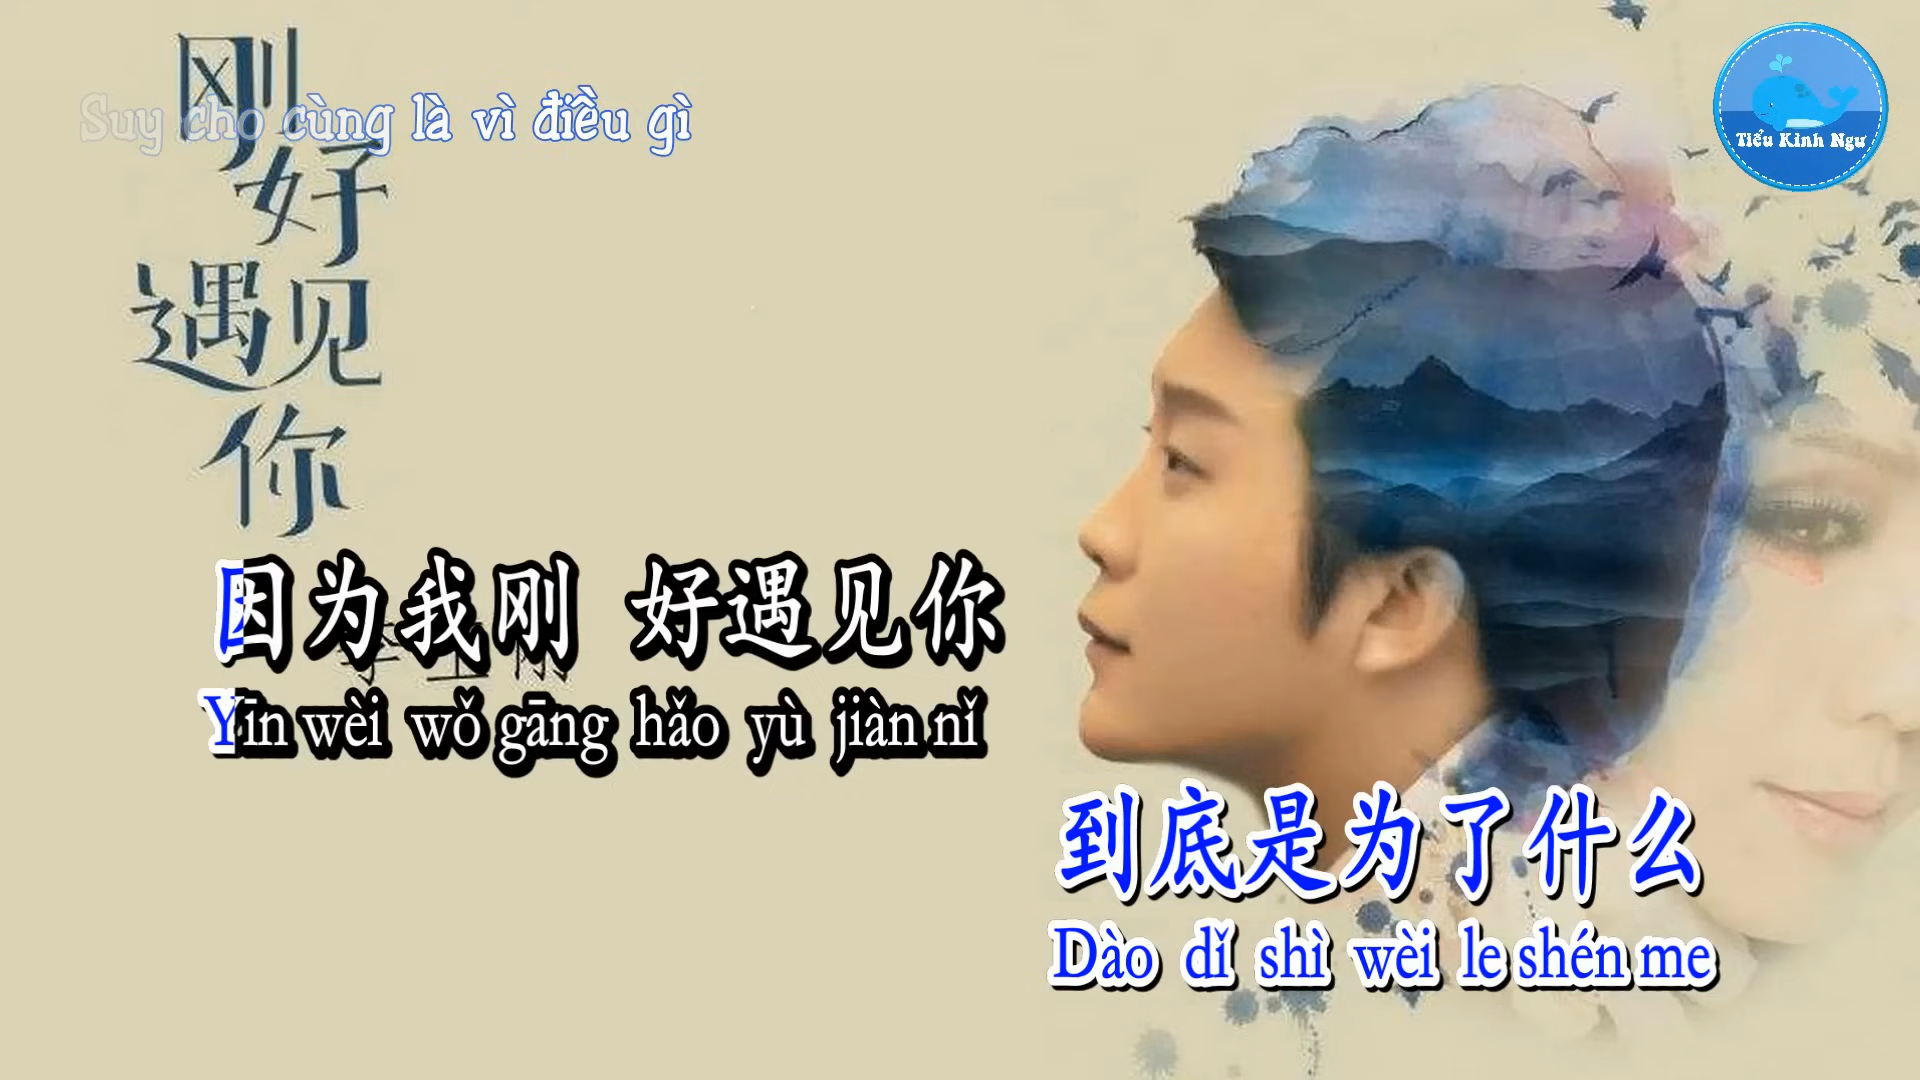 刚好
遇见
你
Suy cho cùng là vì điều gì
Tiểu Kình Ngư
因为我刚 好遇见你
Yīn wèi wǒ gāng hǎo yù jiàn nǐ
到底是为了什么
Dào dǐ shì wèi le shén me